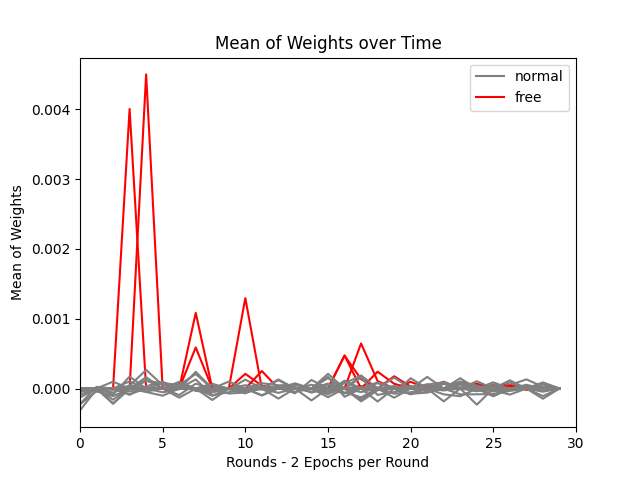 Mean of Weights over Time
normal
free
Mean of Weights
0.004
0.003
0.002
0.001
0.000
0 5 10 15 20 25 30
Rounds - 2 Epochs per Round